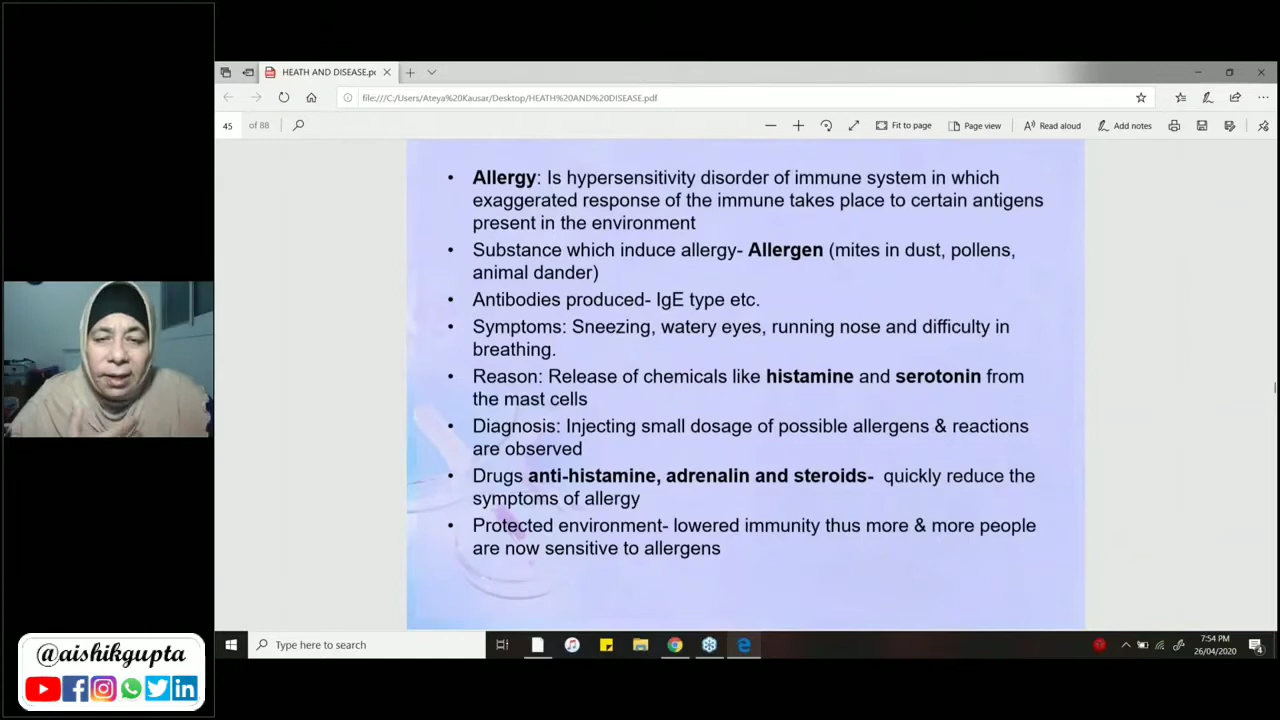 HEATH AND DISEASE.pc
file:///C:/Users/Ateya%20Kausar/Desktop/HEATH%20AND%20DISEASE.pdf
45 of 88
Fit to page
Page view
Read aloud
Add notes
• Allergy: Is hypersensitivity disorder of immune system in which
exaggerated response of the immune takes place to certain antigens
present in the environment
• Substance which induce allergy- Allergen (mites in dust, pollens,
animal dander)
• Antibodies produced- IgE type etc.
• Symptoms: Sneezing, watery eyes, running nose and difficulty in
breathing.
• Reason: Release of chemicals like histamine and serotonin from
the mast cells
• Diagnosis: Injecting small dosage of possible allergens & reactions
are observed
• Drugs anti-histamine, adrenalin and steroids- quickly reduce the
symptoms of allergy
• Protected environment- lowered immunity thus more & more people
are now sensitive to allergens
@aishikgupta
Type here to search
7:54 PM
26/04/2020
4